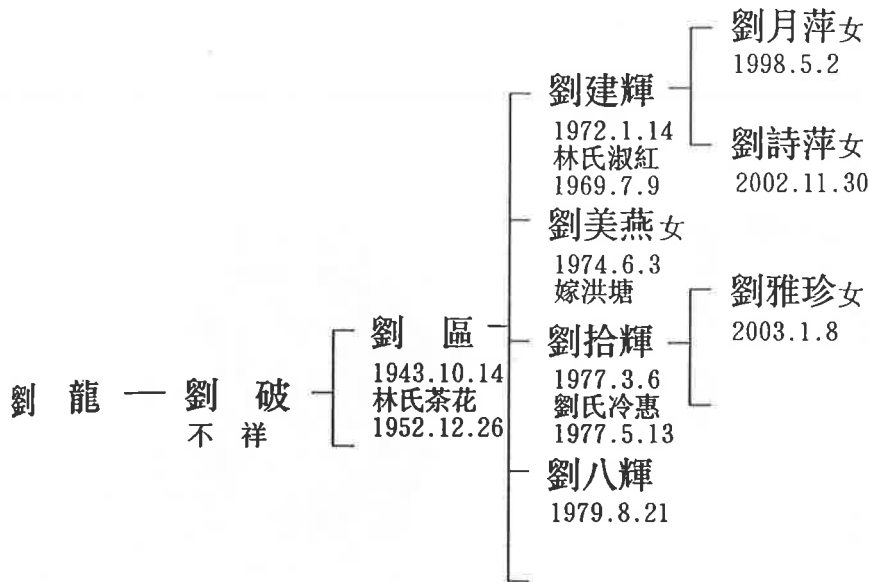 劉龍
劉破
不祥
劉區
1943.10.14
林氏茶花
1952.12.26
劉建輝
1972.1.14
林氏淑紅
1969.7.9
劉月萍女
1998.5.2
劉詩萍女
2002.11.30
劉美燕女
1974.6.3
嫁洪塘
劉拾輝
1977.3.6
劉氏冷惠
1977.5.13
劉雅珍女
2003.1.8
劉八輝
1979.8.21